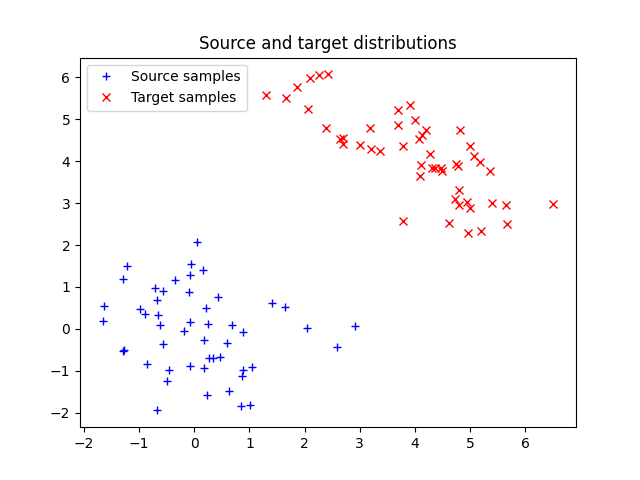 Source and target distributions
Source samples
Target samples
6
5
4
3
2
1
0
−1
−2
−2 −1 0 1 2 3 4 5 6